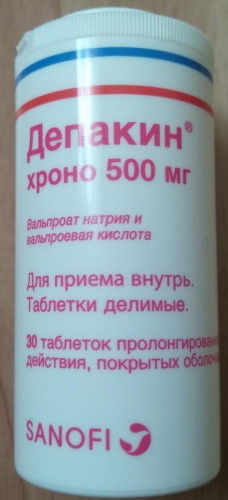 Депакин®
хроно 500 мг
Вальпроат натрия и
вальпроевая кислота
Для приема внутрь.
Таблетки делимые.
30 таблеток пролонгирован
действия, покрытых оболочк
SANOFI